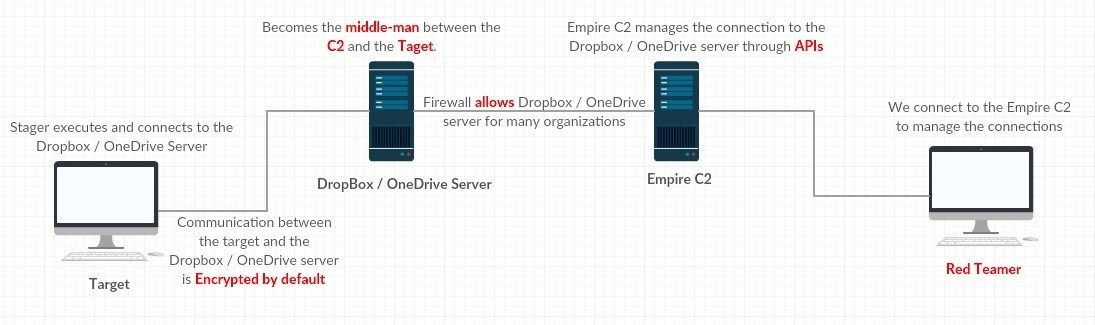 Becomes the middle-man between the
C2 and the Taget.
Empire C2 manages the connection to the
Dropbox / OneDrive server through APIs
Firewall allows Dropbox / OneDrive
server for many organizations
We connect to the Empire C2
to manage the connections
Stager executes and connects to the
Dropbox / OneDrive Server
DropBox / OneDrive Server
Empire C2
Communication between
the target and the
Dropbox / OneDrive server
is Encrypted by default
Target
Red Teamer